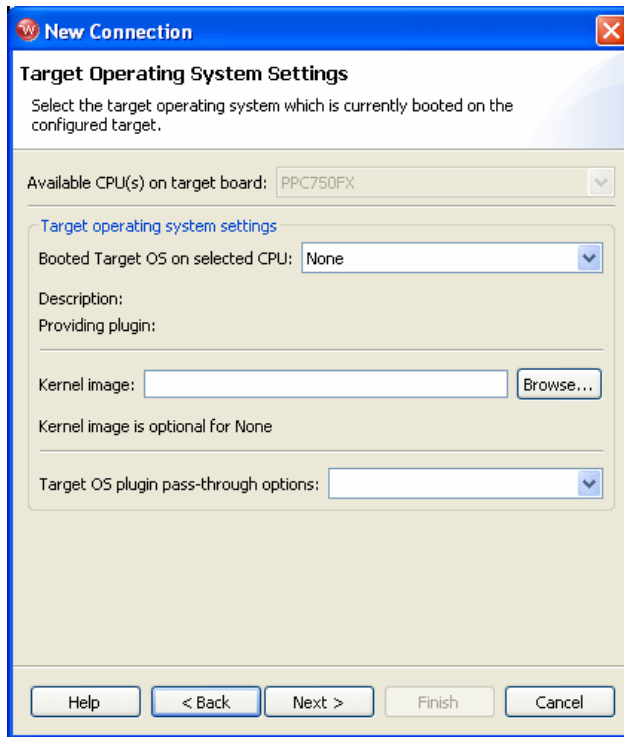 New Connection
Target Operating System Settings
Select the target operating system which is currently booted on the
configured target.
Available CPU(s) on target board: PPC750FX
Target operating system settings
Booted Target OS on selected CPU: None
Description:
Providing plugin:
Kernel image: Browse...
Kernel image is optional for None
Target OS plugin pass-through options:
Help < Back Next > Finish Cancel